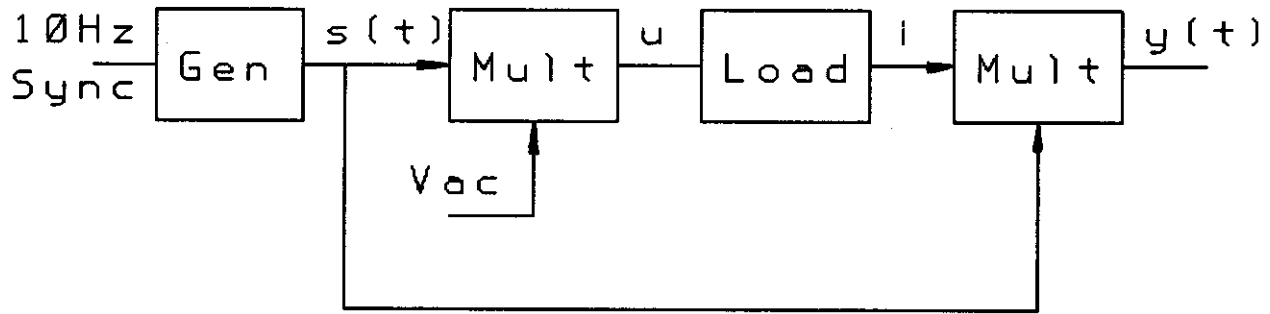 10Hz
Sync
Gen
s(t)
Mult
Vac
u
Load
i
Mult
y(t)